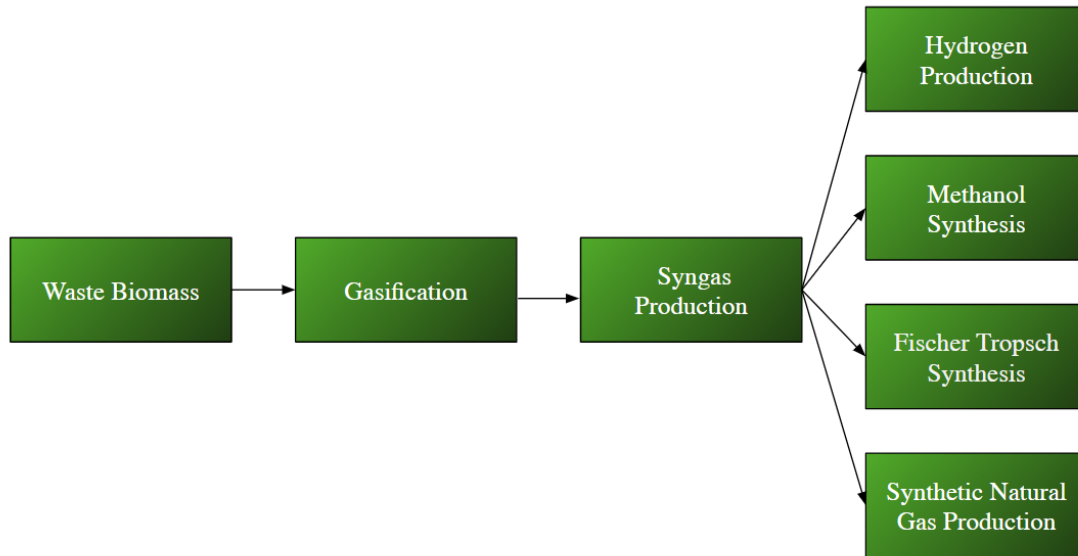 Waste Biomass
Gasification
Syngas
Production
Hydrogen
Production
Methanol
Synthesis
Fischer Tropsch
Synthesis
Synthetic Natural
Gas Production